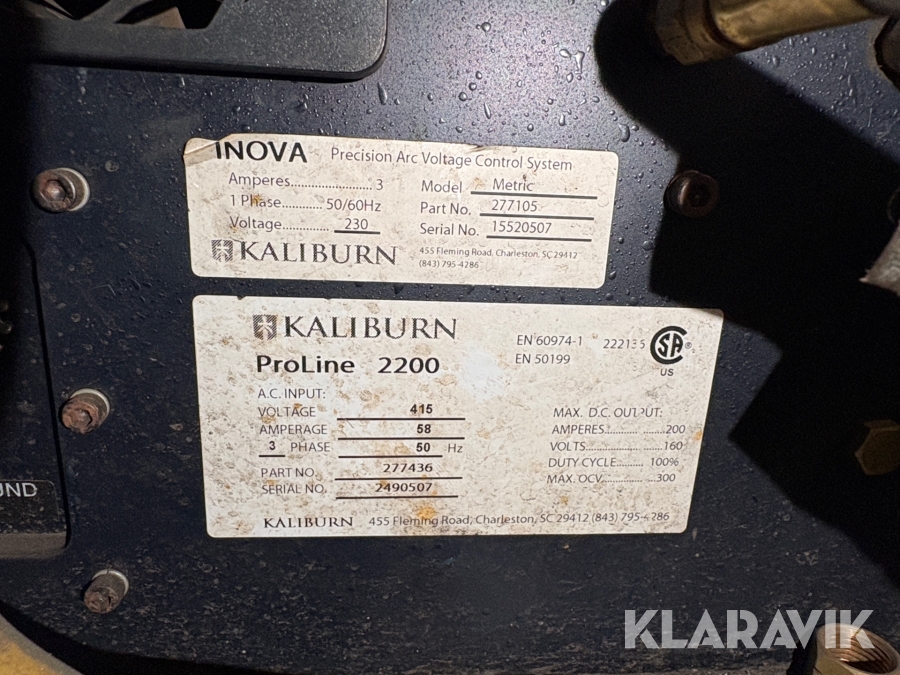 INOVA Precision Arc Voltage Control System
Amperes........................ 3
1 Phase............ 50/60Hz
Voltage.............. 230
Model Metric
Part No. 277105
Serial No. 15520507
KALIBURN
455 Fleming Road, Charleston, SC 29412
(843) 795-4286
KALIBURN
ProLine 2200
EN 60974-1
EN 50199
222135
SA ®
US
A.C. INPUT:
VOLTAGE 415
AMPERAGE 58
3 PHASE 50 Hz
PART NO. 277436
SERIAL NO. 2490507
MAX. D.C. OUTPUT:
AMPERES.................200
VOLTS......................160
DUTY CYCLE........ 100%
MAX. OCV................300
KALIBURN 455 Fleming Road, Charleston, SC 29412 (843) 795-4286
UND
KLARAVIK